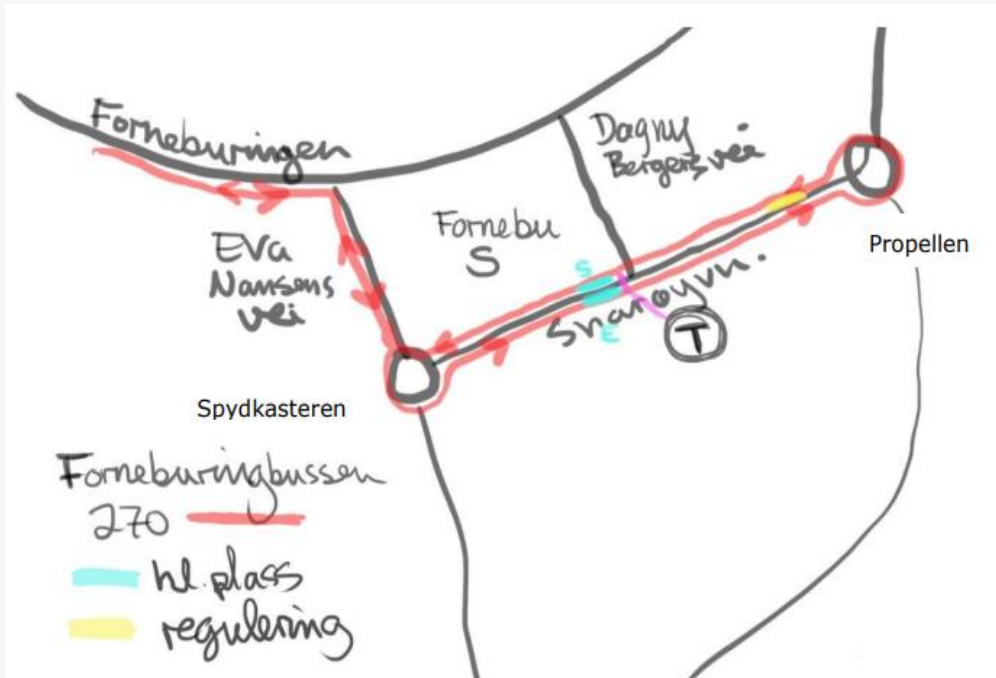 Forneburingen
Dagny
Bergers vei
Eva
Nansens
vei
Fornebu
S
Propellen
S
Snarøyvn.
E
T
Spydkasteren
Forneburingbussen
270
hl.plass
regulering